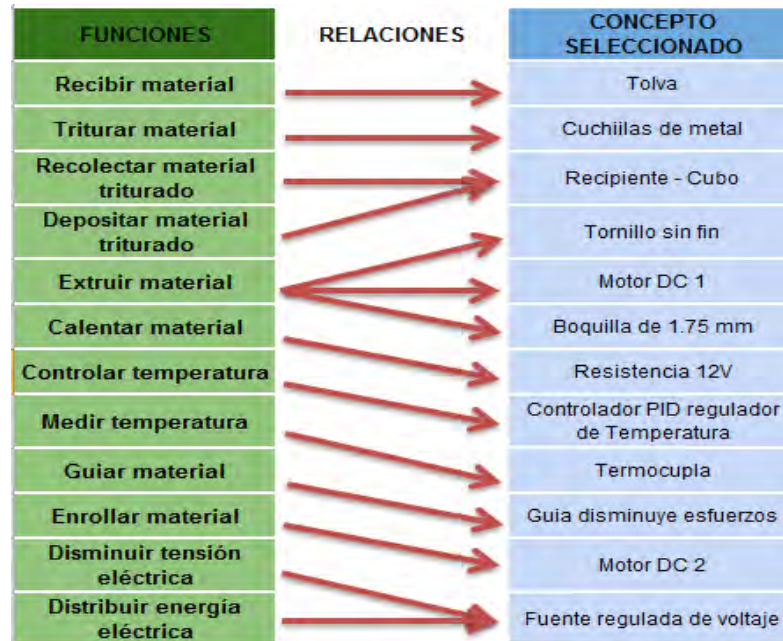 FUNCIONES
RELACIONES
CONCEPTO
SELECCIONADO
Recibir material
Tolva
Triturar material
Cuchiilas de metal
Recolectar material
triturado
Recipiente - Cubo
Depositar material
triturado
Tornillo sin fin
Extruir material
Motor DC 1
Calentar material
Boquilla de 1.75 mm
Controlar temperatura
Resistencia 12V
Medir temperatura
Controlador PID regulador
de Temperatura
Guiar material
Termocupla
Enrollar material
Guia disminuye esfuerzos
Disminuir tensión
eléctrica
Motor DC 2
Distribuir energía
eléctrica
Fuente regulada de voltaje